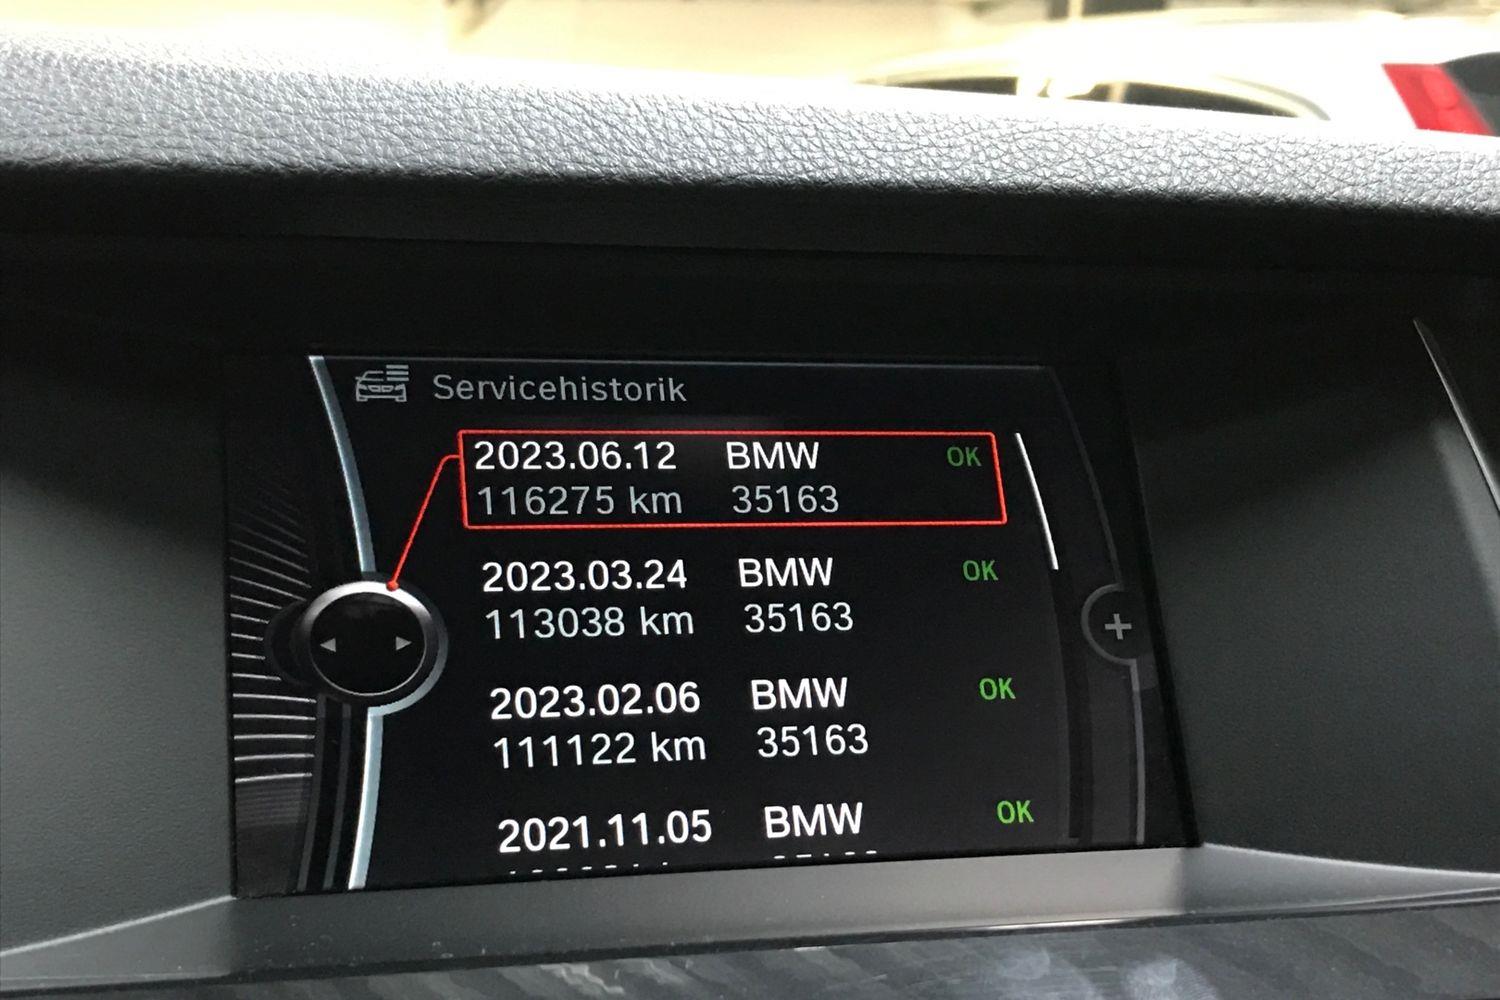 Servicehistorik
2023.06.12 BMW OK
116275 km 35163
2023.03.24 BMW OK
113038 km 35163
2023.02.06 BMW OK
111122 km 35163
2021.11.05 BMW OK